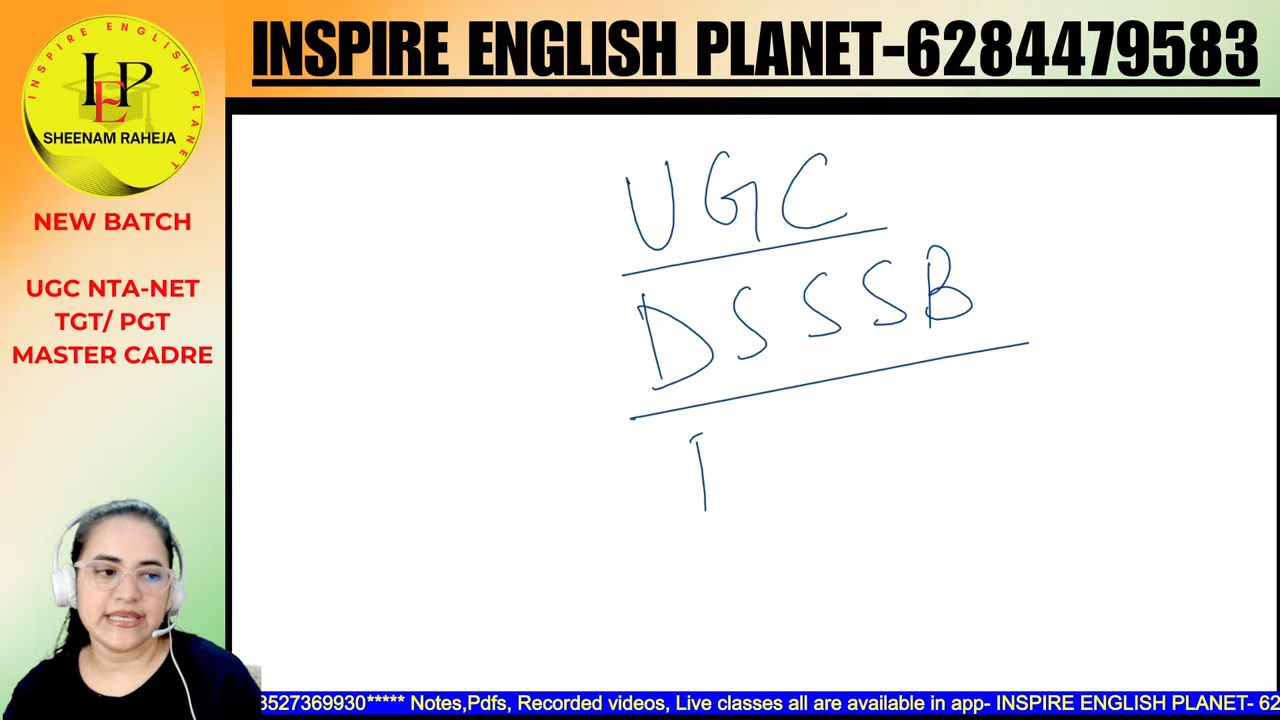 INSPIRE ENGLISH PLANET-6284479583
INSPIRE ENGLISH PLANET
IEP
SHEENAM RAHEJA
NEW BATCH
UGC NTA-NET
TGT/ PGT
MASTER CADRE
UGC
DSSSB
3527369930***** Notes,Pdfs, Recorded videos, Live classes all are available in app- INSPIRE ENGLISH PLANET- 62